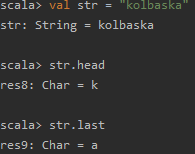 scala> val str = "kolbaska"
str: String = kolbaska
scala> str.head
res8: Char = k
scala> str.last
res9: Char = a